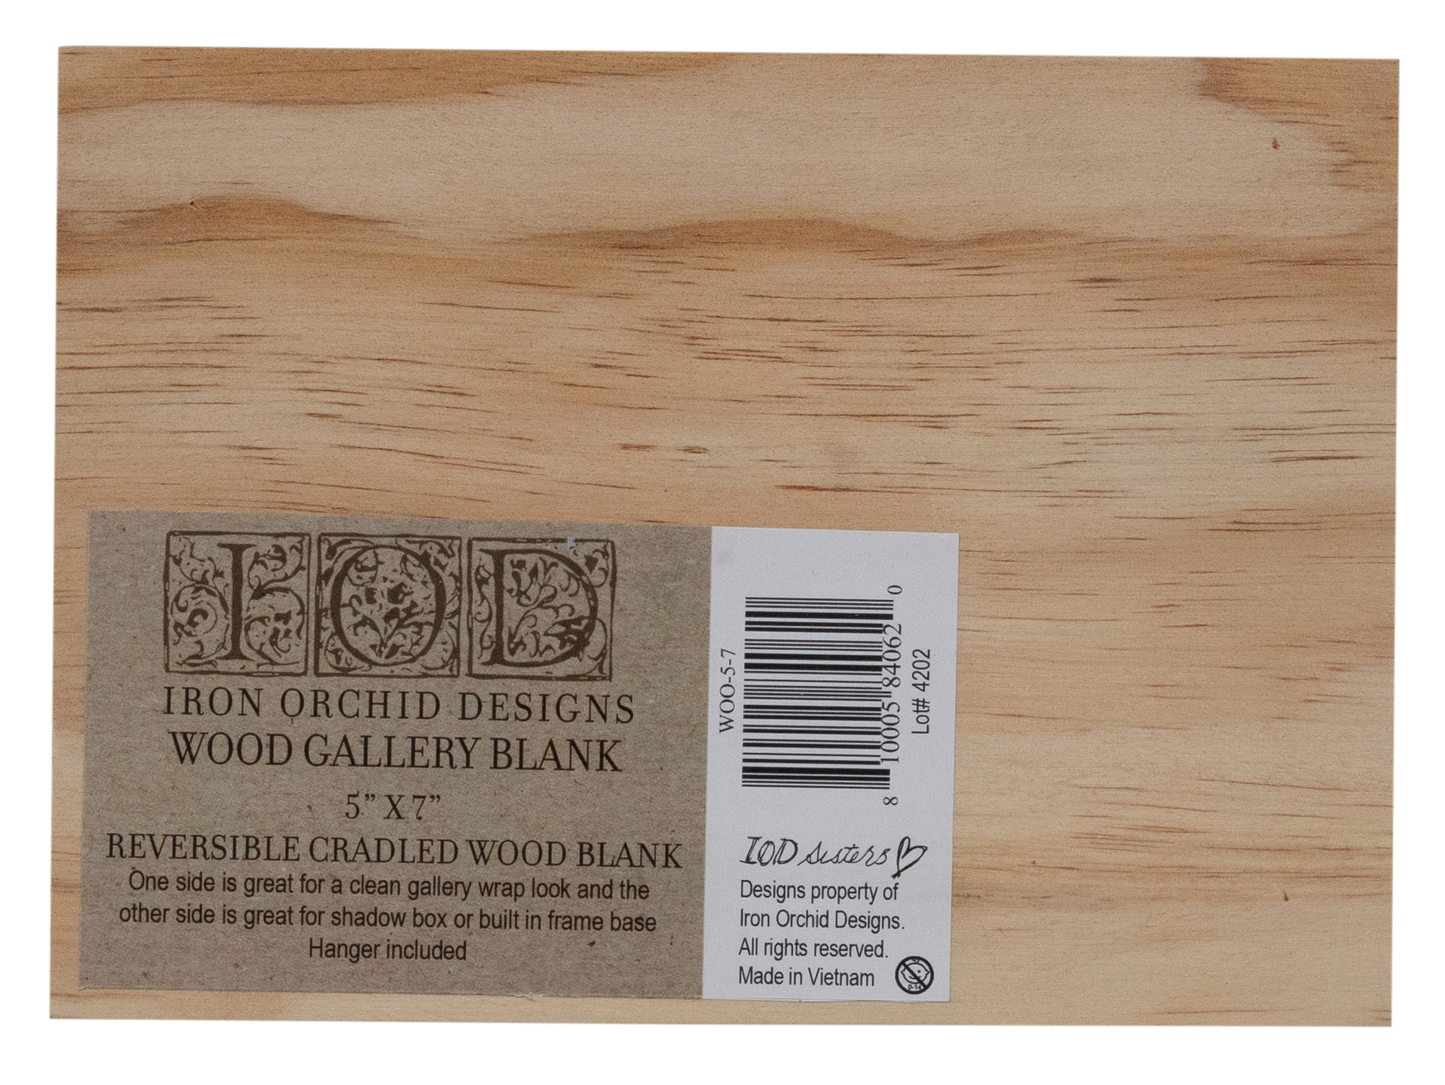 IOD
IRON ORCHID DESIGNS
WOOD GALLERY BLANK
5” X 7”
REVERSIBLE CRADLED WOOD BLANK
One side is great for a clean gallery wrap look and the
other side is great for shadow box or built in frame base
Hanger included
WOO-5-7
8 10005 84062 0
Lot# 4202
IOD sisters
Designs property of
Iron Orchid Designs.
All rights reserved.
Made in Vietnam
0-14